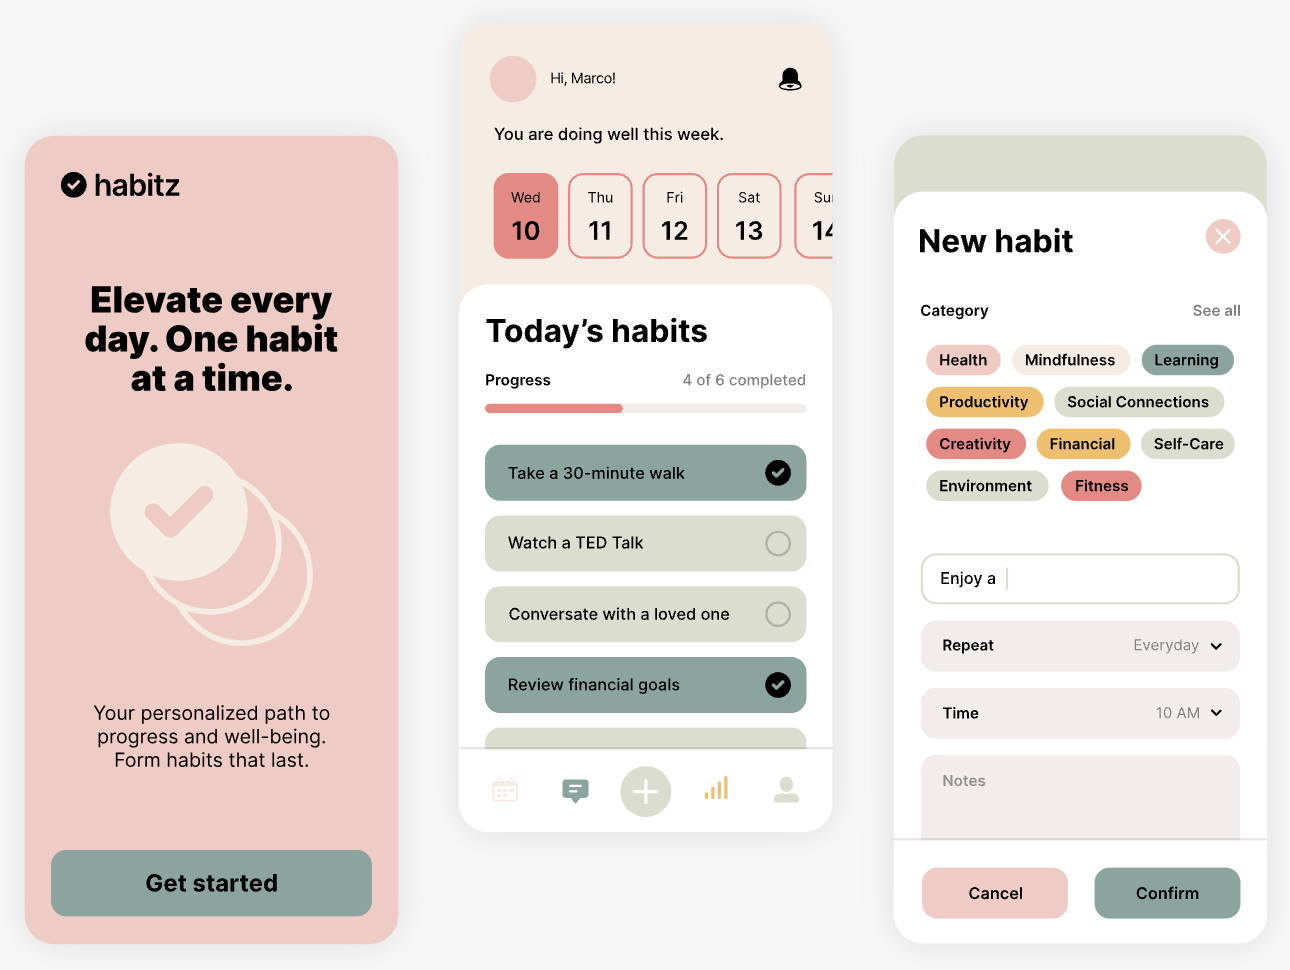 habitz
Elevate every
day. One habit
at a time.
Your personalized path to
progress and well-being.
Form habits that last.
Get started
Hi, Marco!
You are doing well this week.
Wed Thu Fri Sat Sun
10 11 12 13 14
Today's habits
Progress 4 of 6 completed
Take a 30-minute walk
Watch a TED Talk
Conversate with a loved one
Review financial goals
New habit
Category See all
Health Mindfulness Learning
Productivity Social Connections
Creativity Financial Self-Care
Environment Fitness
Enjoy a
Repeat Everyday
Time 10 AM
Notes
Cancel Confirm